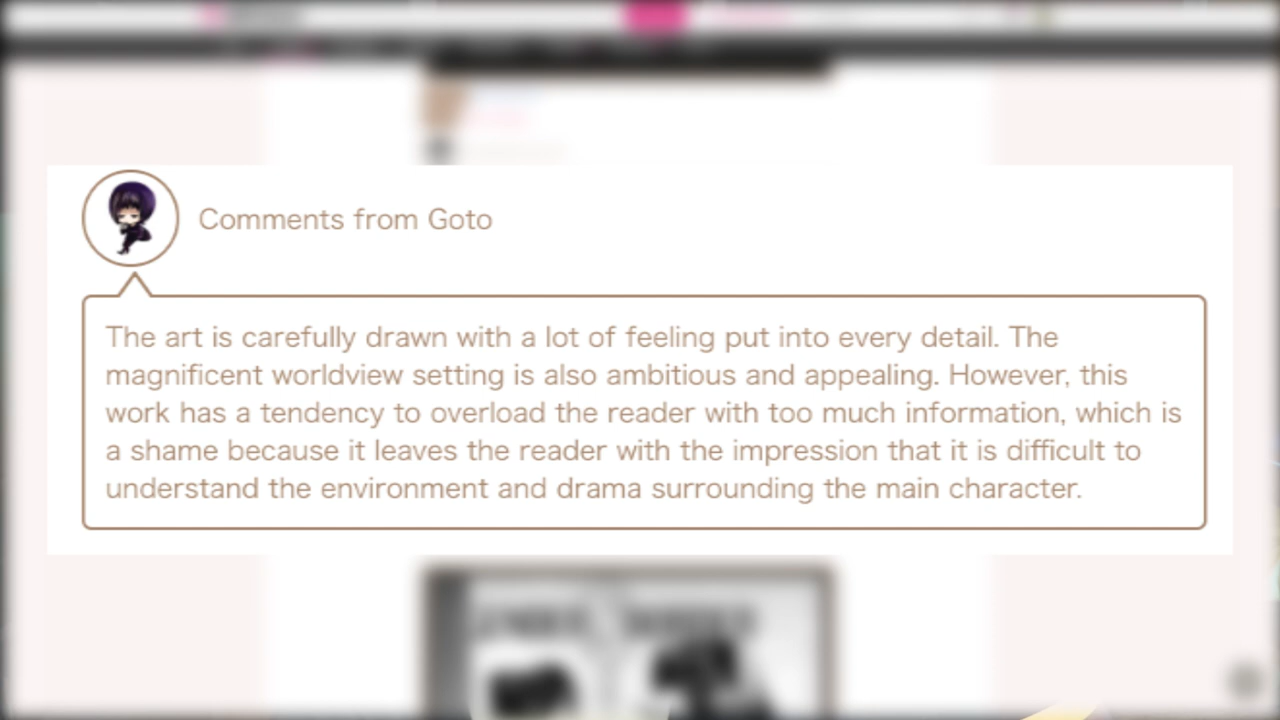 Comments from Goto
The art is carefully drawn with a lot of feeling put into every detail. The
magnificent worldview setting is also ambitious and appealing. However, this
work has a tendency to overload the reader with too much information, which is
a shame because it leaves the reader with the impression that it is difficult to
understand the environment and drama surrounding the main character.